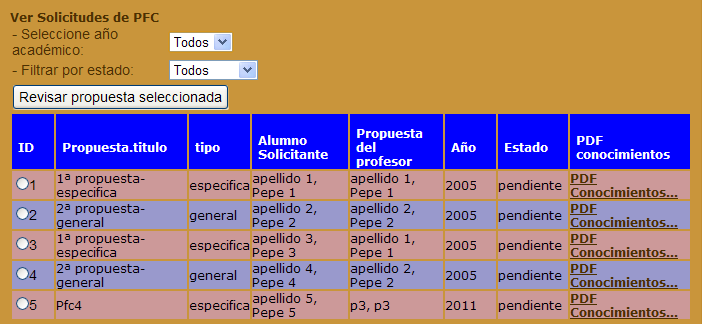 Ver Solicitudes de PFC
- Seleccione año académico: Todos
- Filtrar por estado: Todos
Revisar propuesta seleccionada
ID Propuesta.titulo tipo Alumno Solicitante Propuesta del profesor Año Estado PDF conocimientos
1 1ª propuesta-especifica especifica apellido 1, Pepe 1 apellido 1, Pepe 1 2005 pendiente PDF Conocimientos...
2 2ª propuesta-general general apellido 2, Pepe 2 apellido 2, Pepe 2 2005 pendiente PDF Conocimientos...
3 1ª propuesta-especifica especifica apellido 3, Pepe 3 apellido 1, Pepe 1 2005 pendiente PDF Conocimientos...
4 2ª propuesta-general general apellido 4, Pepe 4 apellido 2, Pepe 2 2005 pendiente PDF Conocimientos...
5 Pfc4 especifica apellido 5, Pepe 5 p3, p3 2011 pendiente PDF Conocimientos...